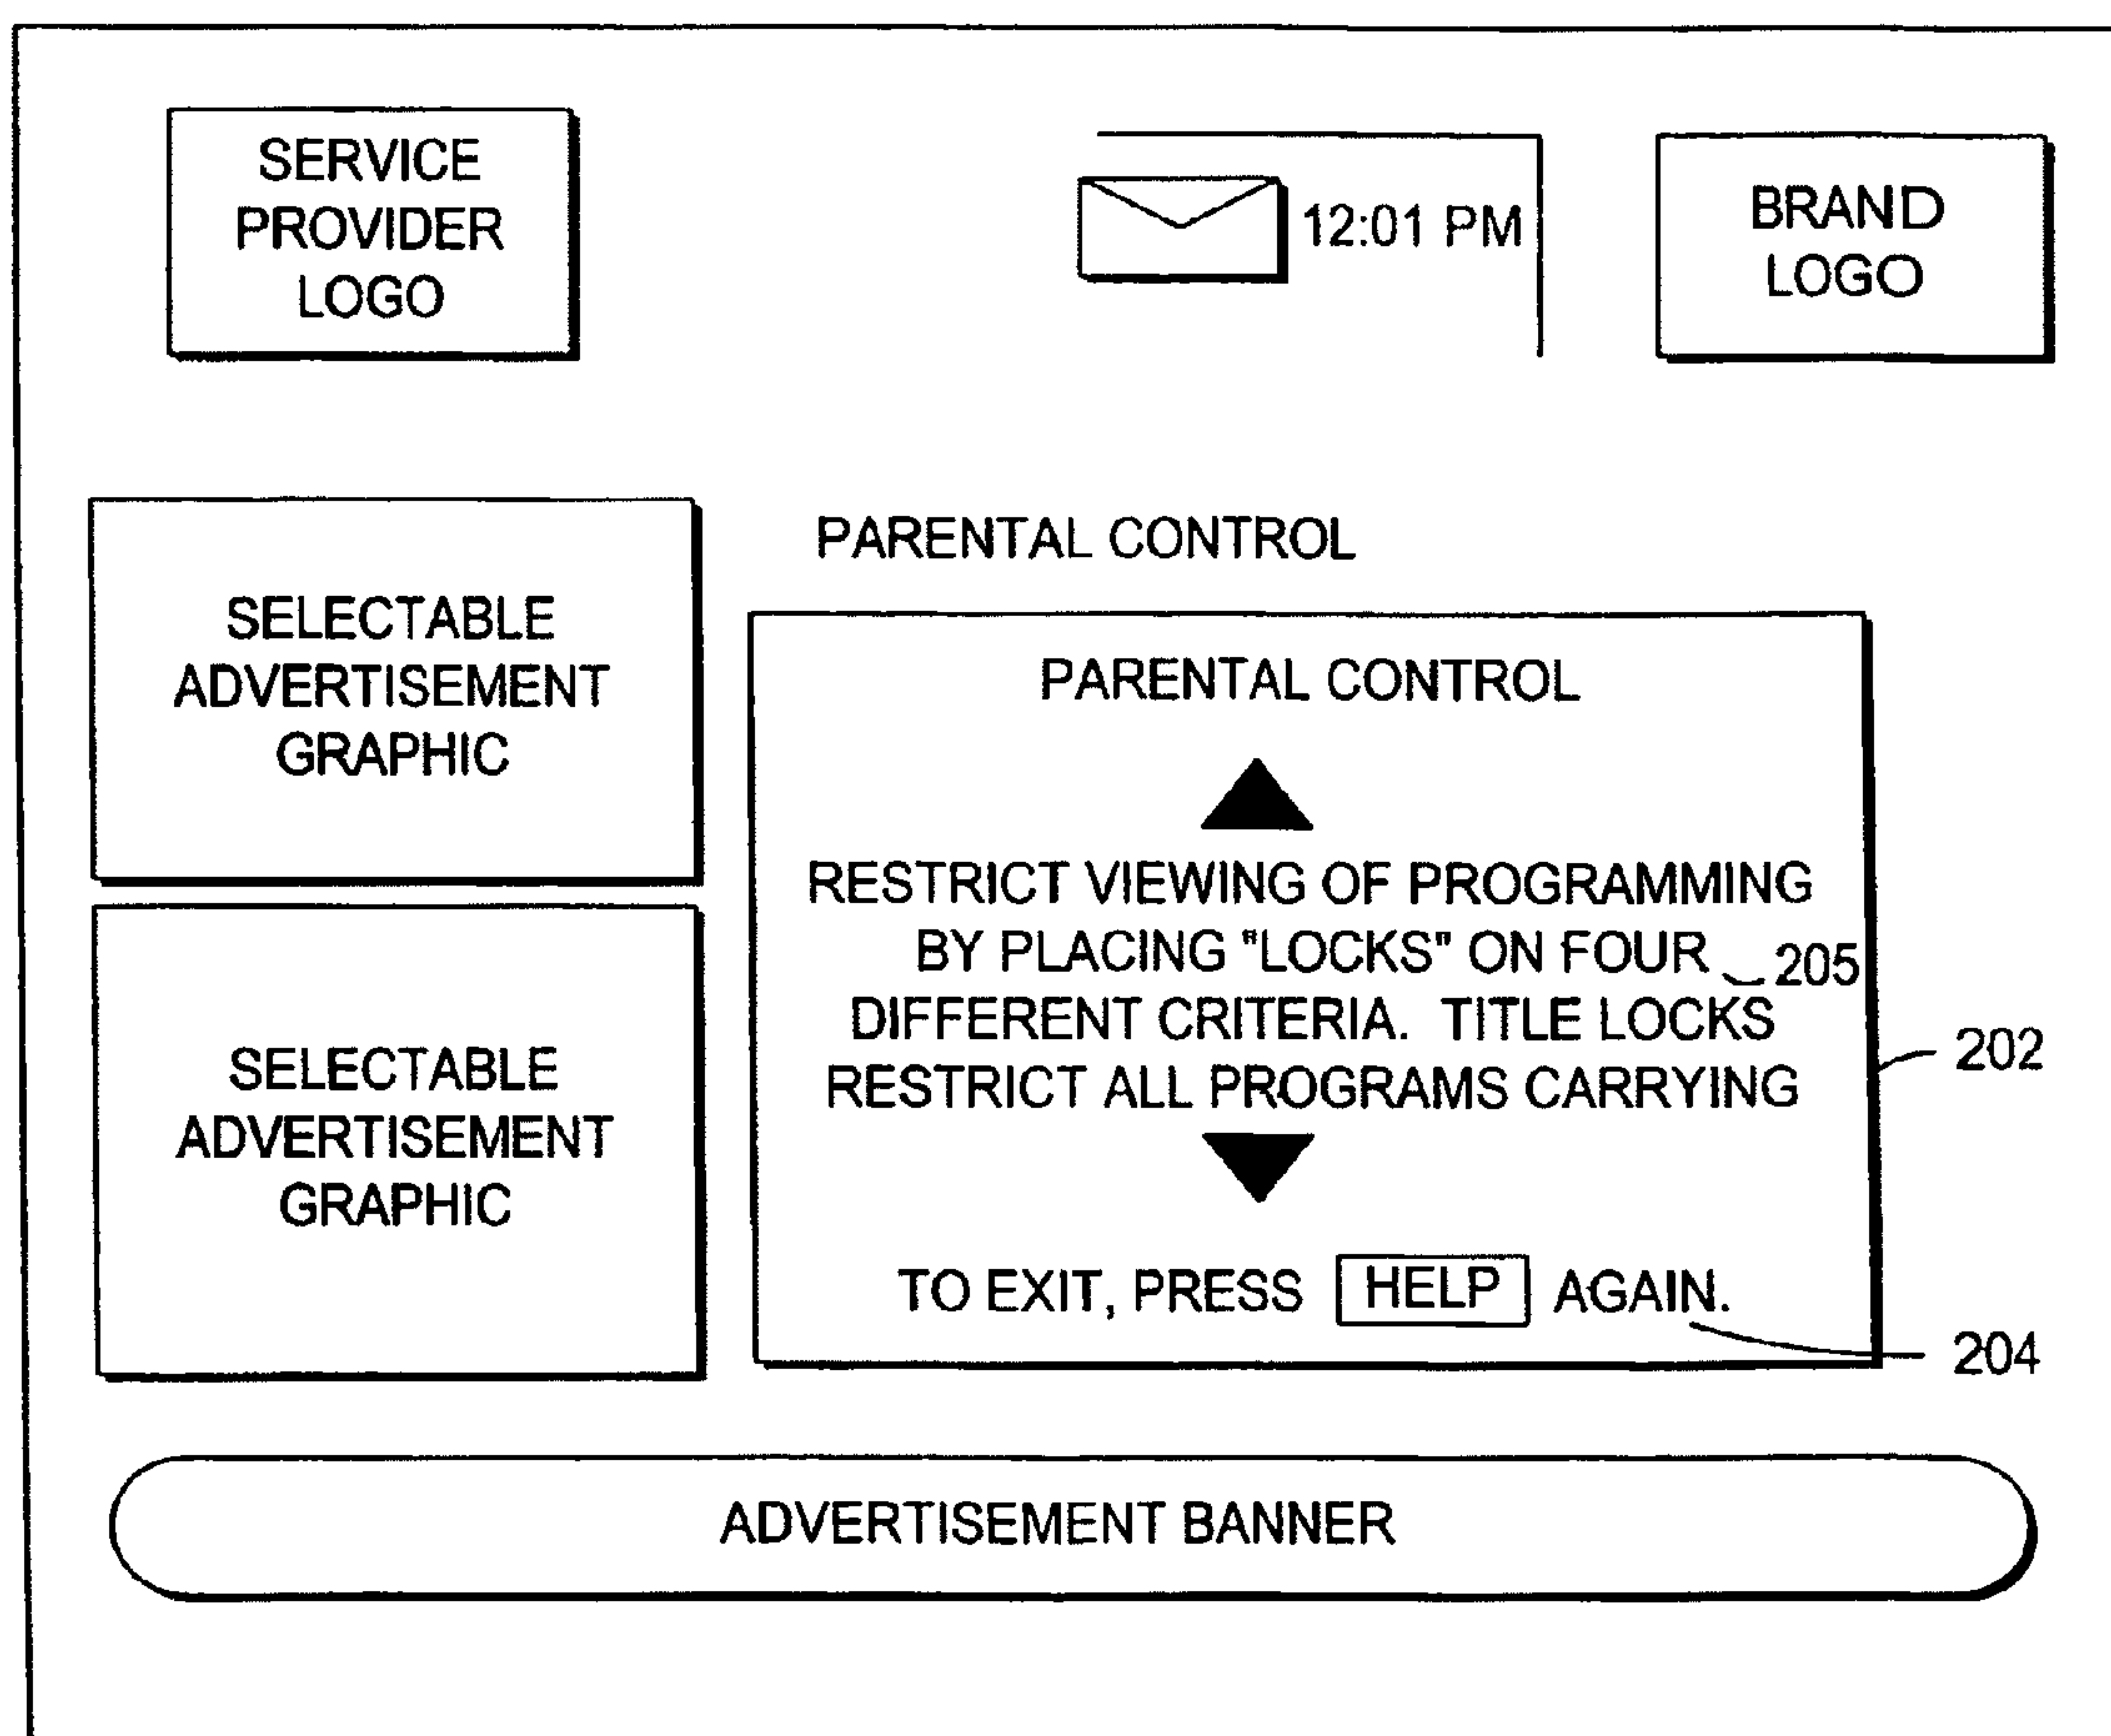 SERVICE
PROVIDER
LOGO
12:01 PM
BRAND
LOGO
SELECTABLE
ADVERTISEMENT
GRAPHIC
SELECTABLE
ADVERTISEMENT
GRAPHIC
PARENTAL CONTROL
PARENTAL CONTROL
RESTRICT VIEWING OF PROGRAMMING
BY PLACING "LOCKS" ON FOUR
205
DIFFERENT CRITERIA. TITLE LOCKS
RESTRICT ALL PROGRAMS CARRYING
202
TO EXIT, PRESS HELP AGAIN.
204
ADVERTISEMENT BANNER